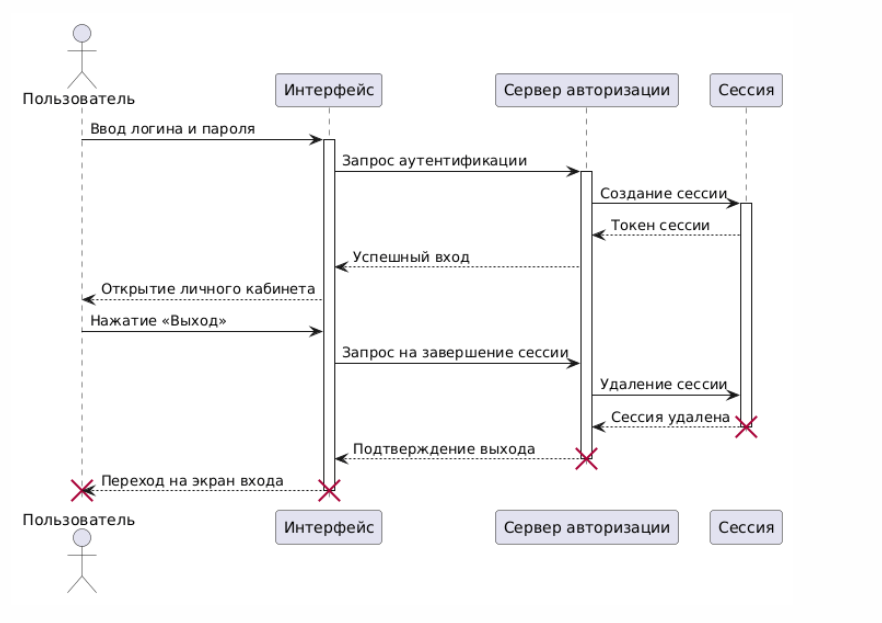 Пользователь
Интерфейс
Сервер авторизации
Сессия
Ввод логина и пароля
Запрос аутентификации
Создание сессии
Токен сессии
Успешный вход
Открытие личного кабинета
Нажатие «Выход»
Запрос на завершение сессии
Удаление сессии
Сессия удалена
Подтверждение выхода
Переход на экран входа
Пользователь
Интерфейс
Сервер авторизации
Сессия